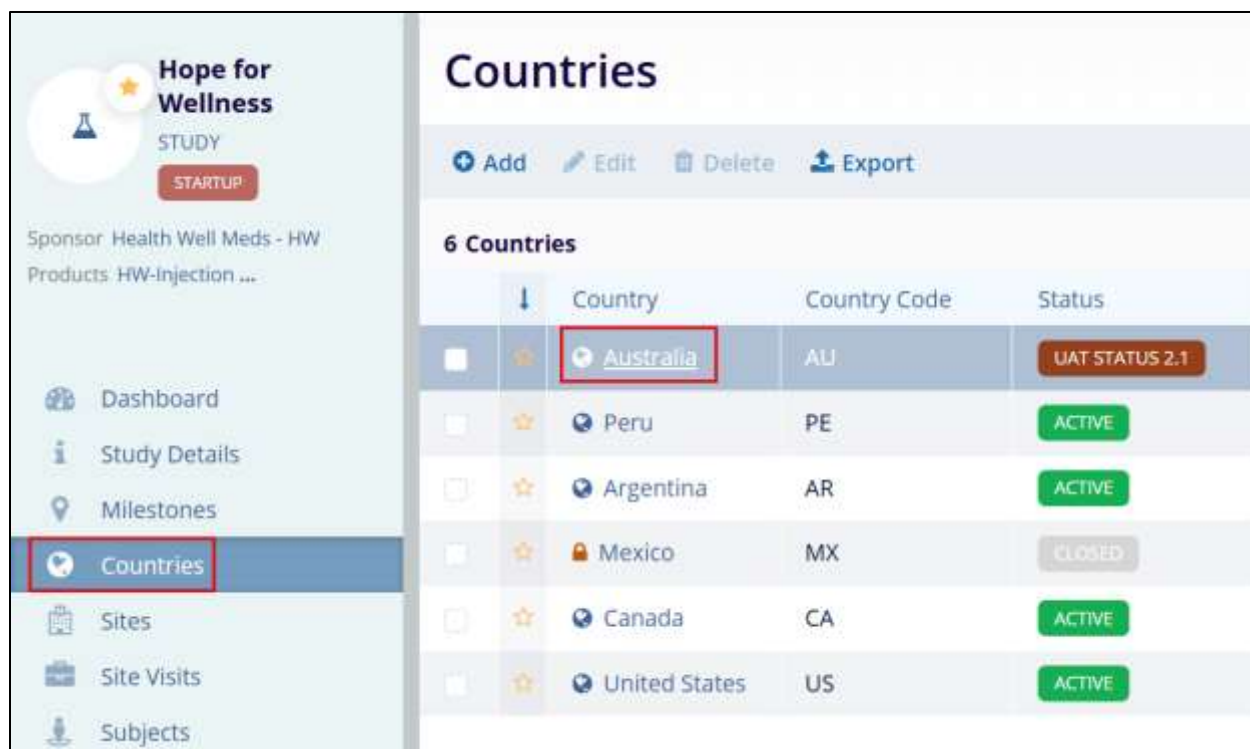 Hope for
Wellness
STUDY
STARTUP
Sponsor Health Well Meds - HW
Products HW-Injection ...
Dashboard
Study Details
Milestones
Countries
Sites
Site Visits
Subjects
Countries
Add Edit Delete Export
6 Countries
Country Country Code Status
Australia AU UAT STATUS 2.1
Peru PE ACTIVE
Argentina AR ACTIVE
Mexico MX CLOSED
Canada CA ACTIVE
United States US ACTIVE